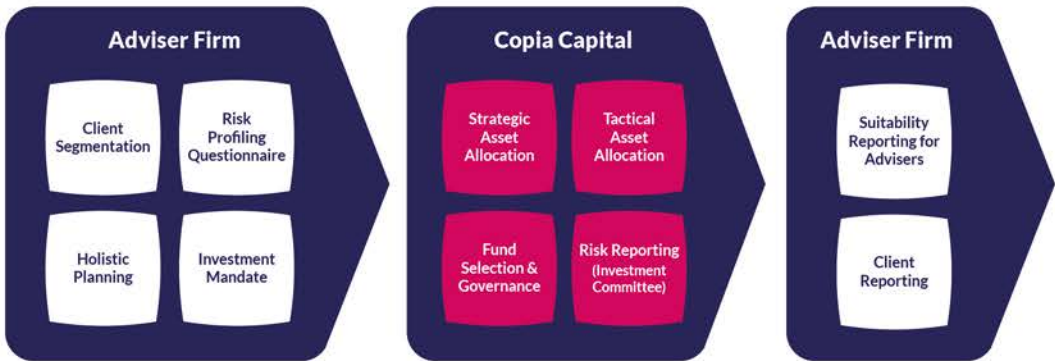 Adviser Firm
Client
Segmentation
Risk
Profiling
Questionnaire
Holistic
Planning
Investment
Mandate
Copia Capital
Strategic
Asset
Allocation
Tactical
Asset
Allocation
Fund
Selection &
Governance
Risk Reporting
(Investment
Committee)
Adviser Firm
Suitability
Reporting for
Advisers
Client
Reporting